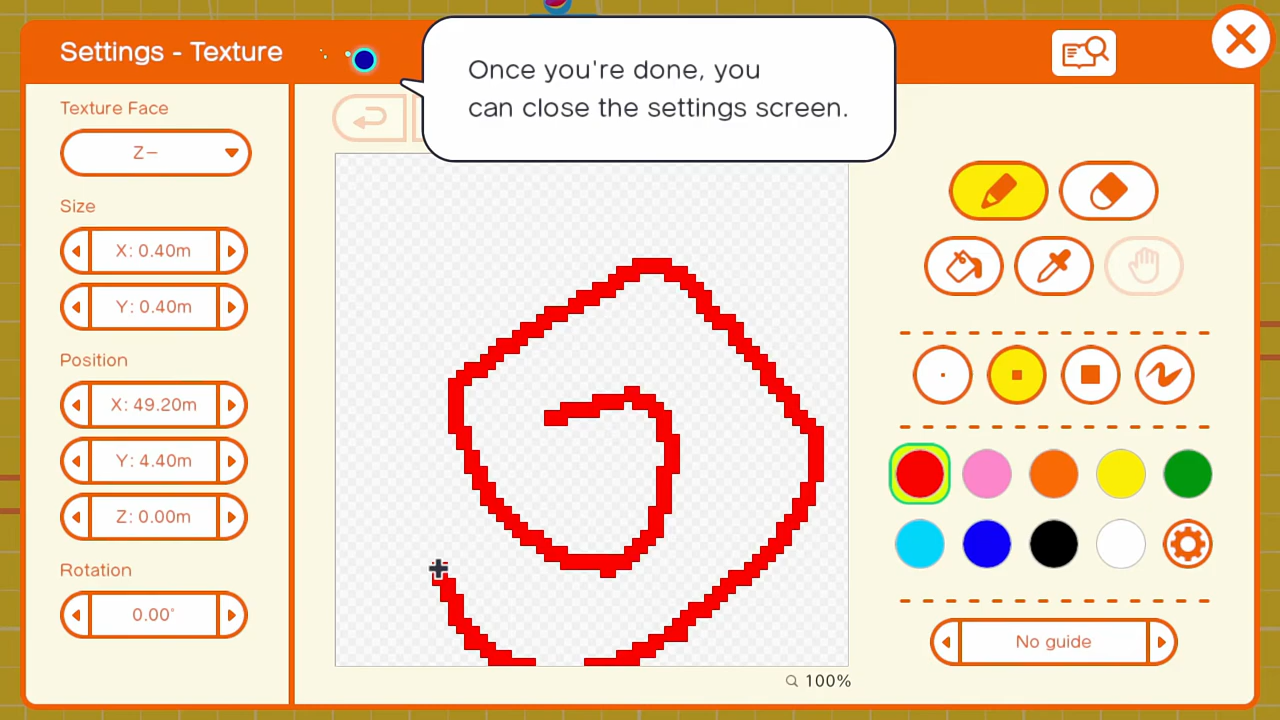 Settings - Texture
Once you're done, you
can close the settings screen.
Texture Face
Z−
Size
X: 0.40m
Y: 0.40m
Position
X: 49.20m
Y: 4.40m
Z: 0.00m
Rotation
0.00°
No guide
100%